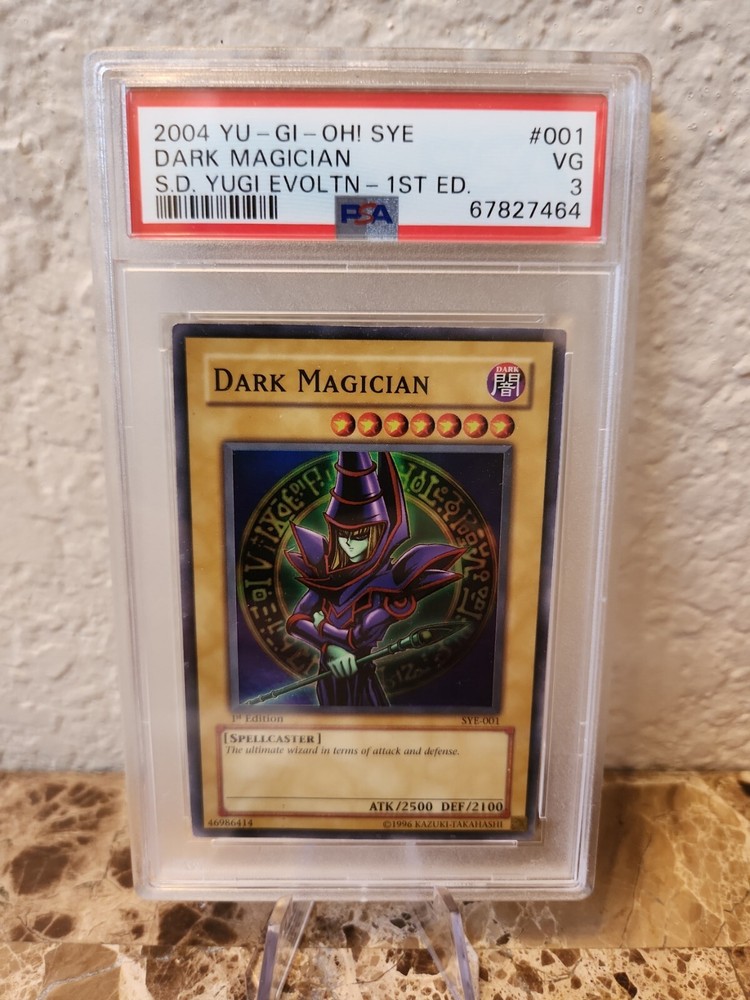 2004 YU-GI-OH! SYE #001
DARK MAGICIAN VG
S.D. YUGI EVOLTN-1ST ED. 3
PSA 67827464
DARK MAGICIAN
DARK
闇
1st Edition SYE-001
[SPELLCASTER]
The ultimate wizard in terms of attack and defense.
ATK/2500 DEF/2100
46986414 ©1996 KAZUKI TAKAHASHI